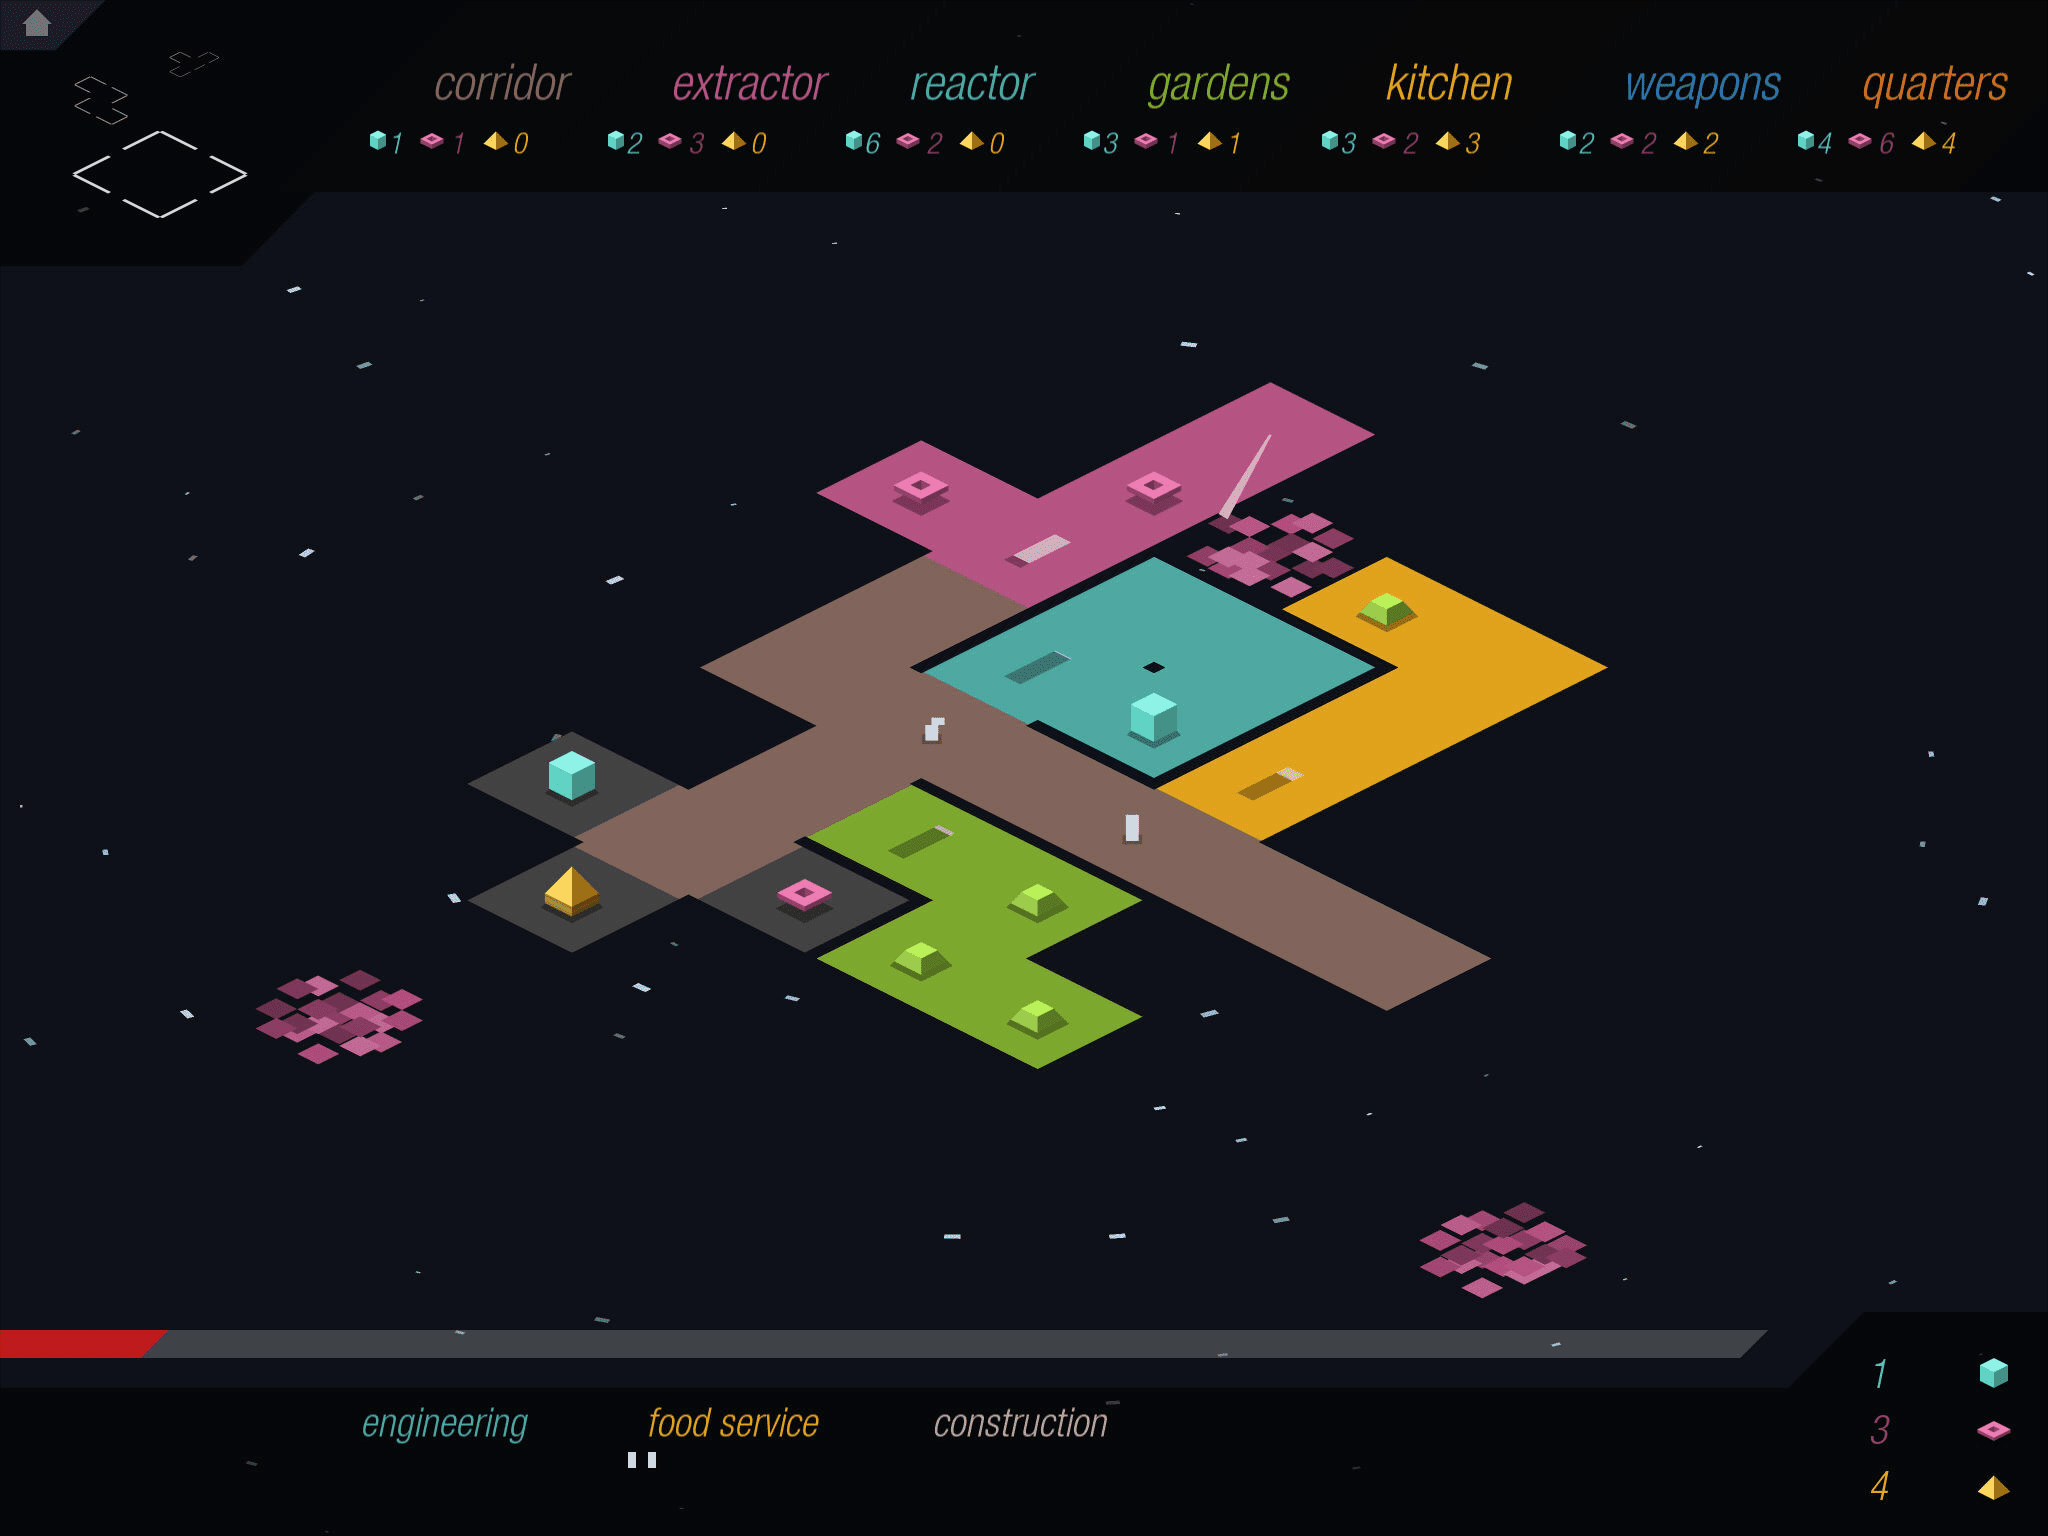 corridor extractor reactor gardens kitchen weapons quarters
1 1 0 2 3 0 6 2 0 3 1 1 3 2 3 2 2 2 4 6 4
1
3
engineering food service construction
4